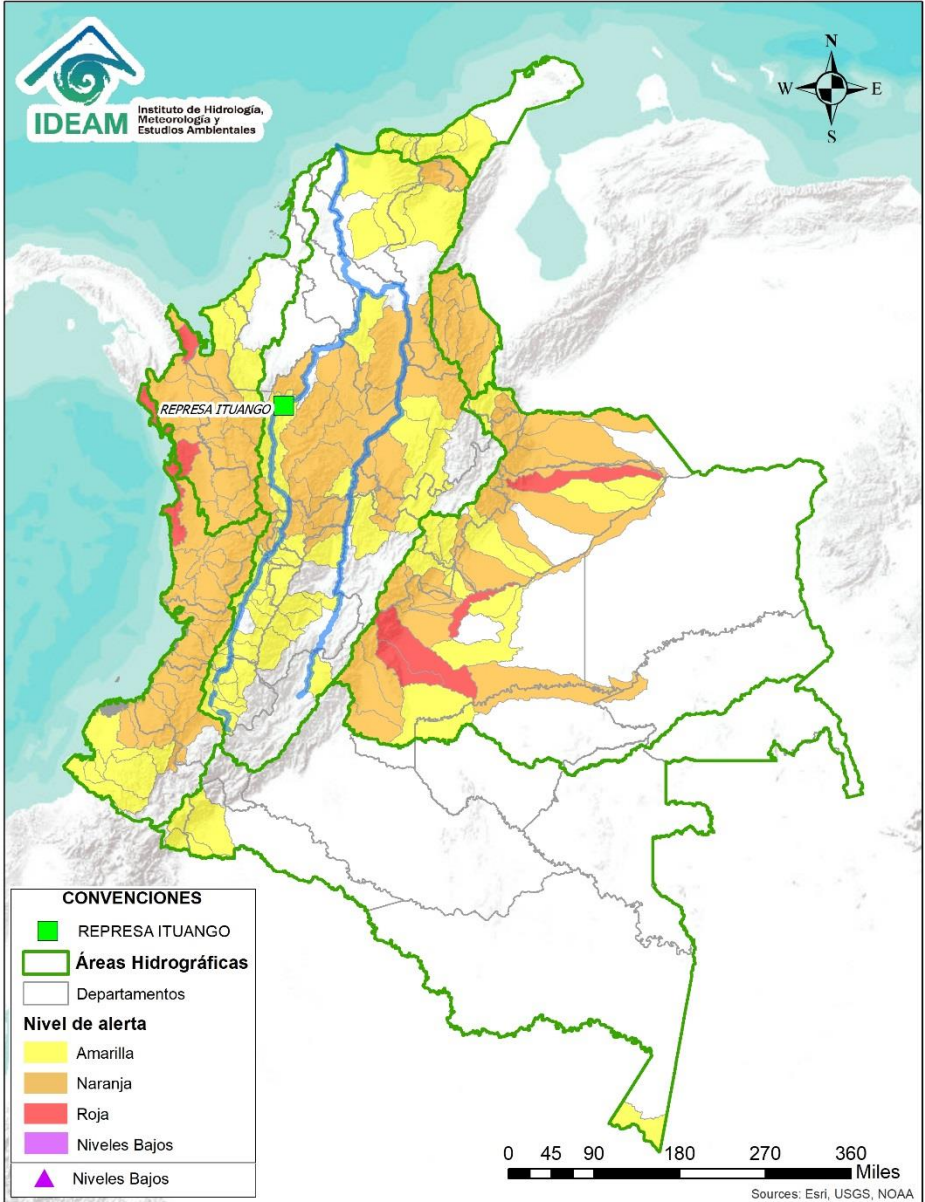 IDEAM
Instituto de Hidrología,
Meteorología y
Estudios Ambientales
N
W
E
S
REPRESA ITUANGO
CONVENCIONES
REPRESA ITUANGO
Áreas Hidrográficas
Departamentos
Nivel de alerta
Amarilla
Naranja
Roja
Niveles Bajos
Niveles Bajos
0 45 90 180 270 360
Miles
Sources: Esri, USGS, NOAA